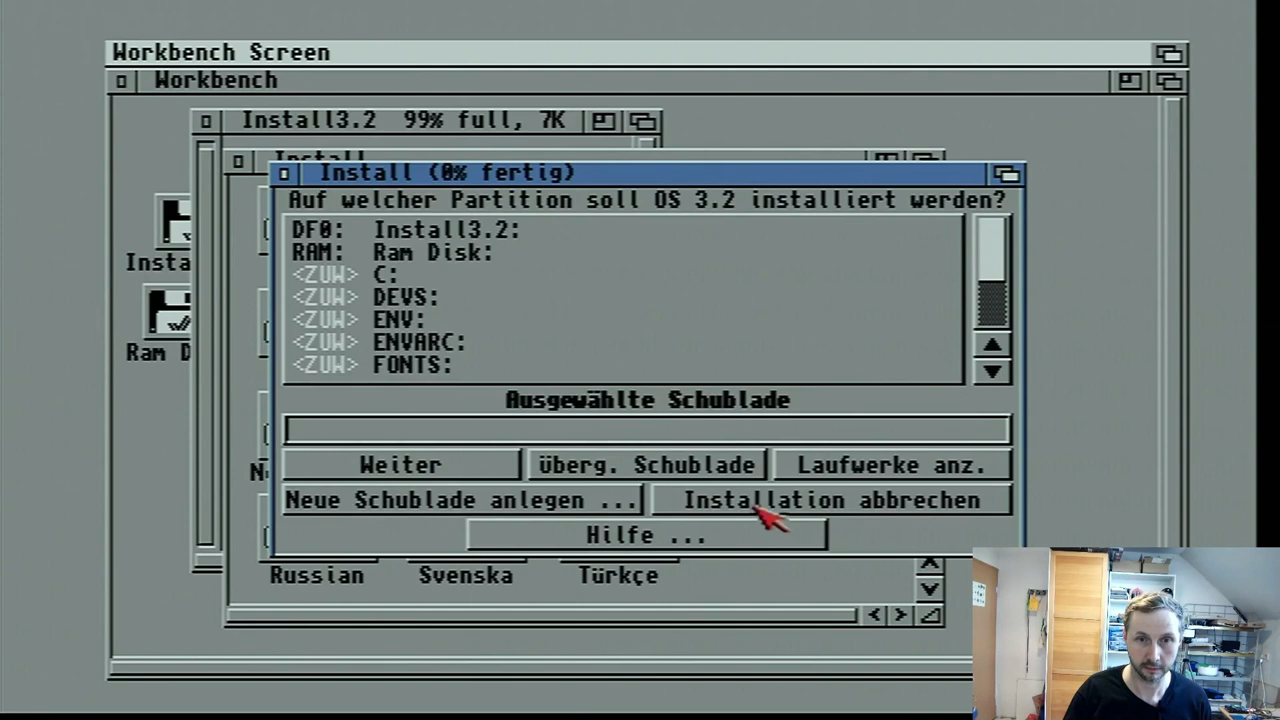 Workbench Screen
Workbench
Install3.2 99% full, 7K
Install
Install (0% fertig)
Auf welcher Partition soll OS 3.2 installiert werden?
DF0: Install3.2:
RAM: Ram Disk:
<ZUW> C:
<ZUW> DEVS:
<ZUW> ENV:
<ZUW> ENVARC:
<ZUW> FONTS:
Insta
Ram D
Ausgewählte Schublade
Weiter
überg. Schublade
Laufwerke anz.
Neue Schublade anlegen ...
Installation abbrechen
Hilfe ...
Russian
Svenska
Türkçe